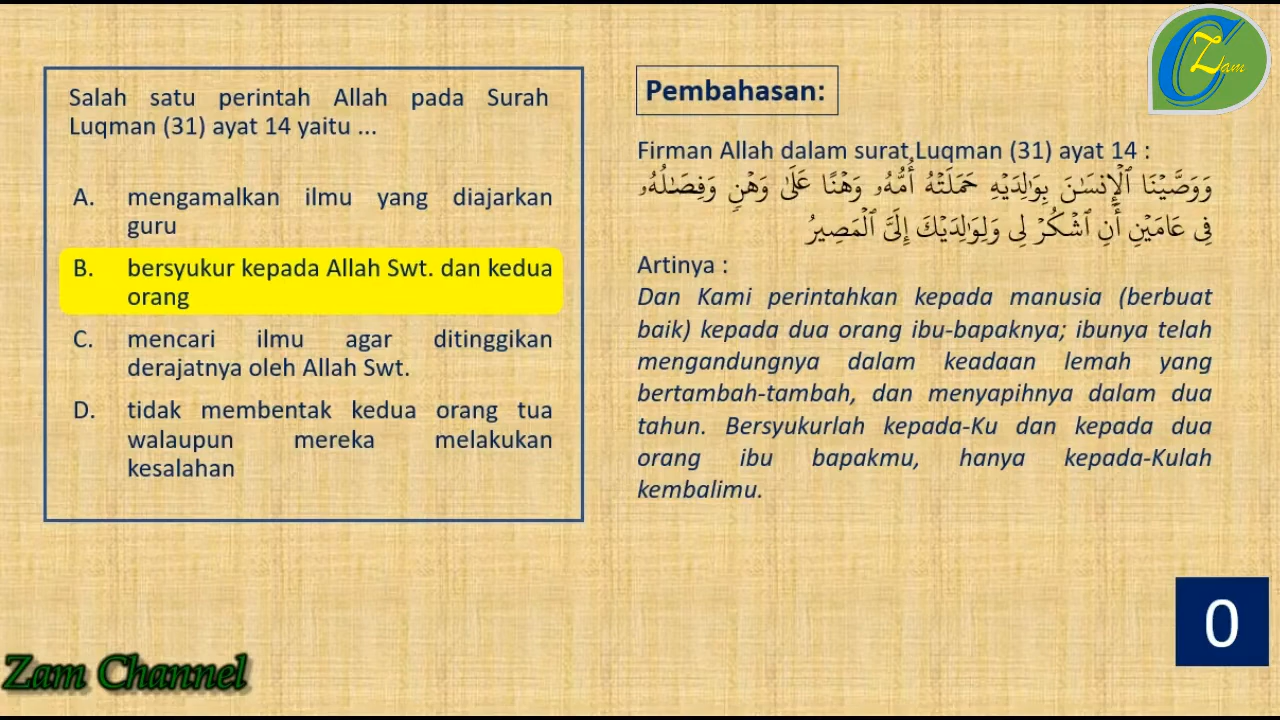 Salah satu perintah Allah pada Surah
Luqman (31) ayat 14 yaitu ...
A. mengamalkan ilmu yang diajarkan
guru
B. bersyukur kepada Allah Swt. dan kedua
orang
C. mencari ilmu agar ditinggikan
derajatnya oleh Allah Swt.
D. tidak membentak kedua orang tua
walaupun mereka melakukan
kesalahan
Pembahasan:
Firman Allah dalam surat Luqman (31) ayat 14 :
وَوَصَّيْنَا ٱلْإِنسَـٰنَ بِوَٰلِدَيْهِ حَمَلَتْهُ أُمُّهُۥ وَهْنًا عَلَىٰ وَهْنٍ وَفِصَـٰلُهُۥ
فِى عَامَيْنِ أَنِ ٱشْكُرْ لِى وَلِوَٰلِدَيْكَ إِلَىَّ ٱلْمَصِيرُ
Artinya :
Dan Kami perintahkan kepada manusia (berbuat
baik) kepada dua orang ibu-bapaknya; ibunya telah
mengandungnya dalam keadaan lemah yang
bertambah-tambah, dan menyapihnya dalam dua
tahun. Bersyukurlah kepada-Ku dan kepada dua
orang ibu bapakmu, hanya kepada-Kulah
kembalimu.
Zam
0
Zam Channel